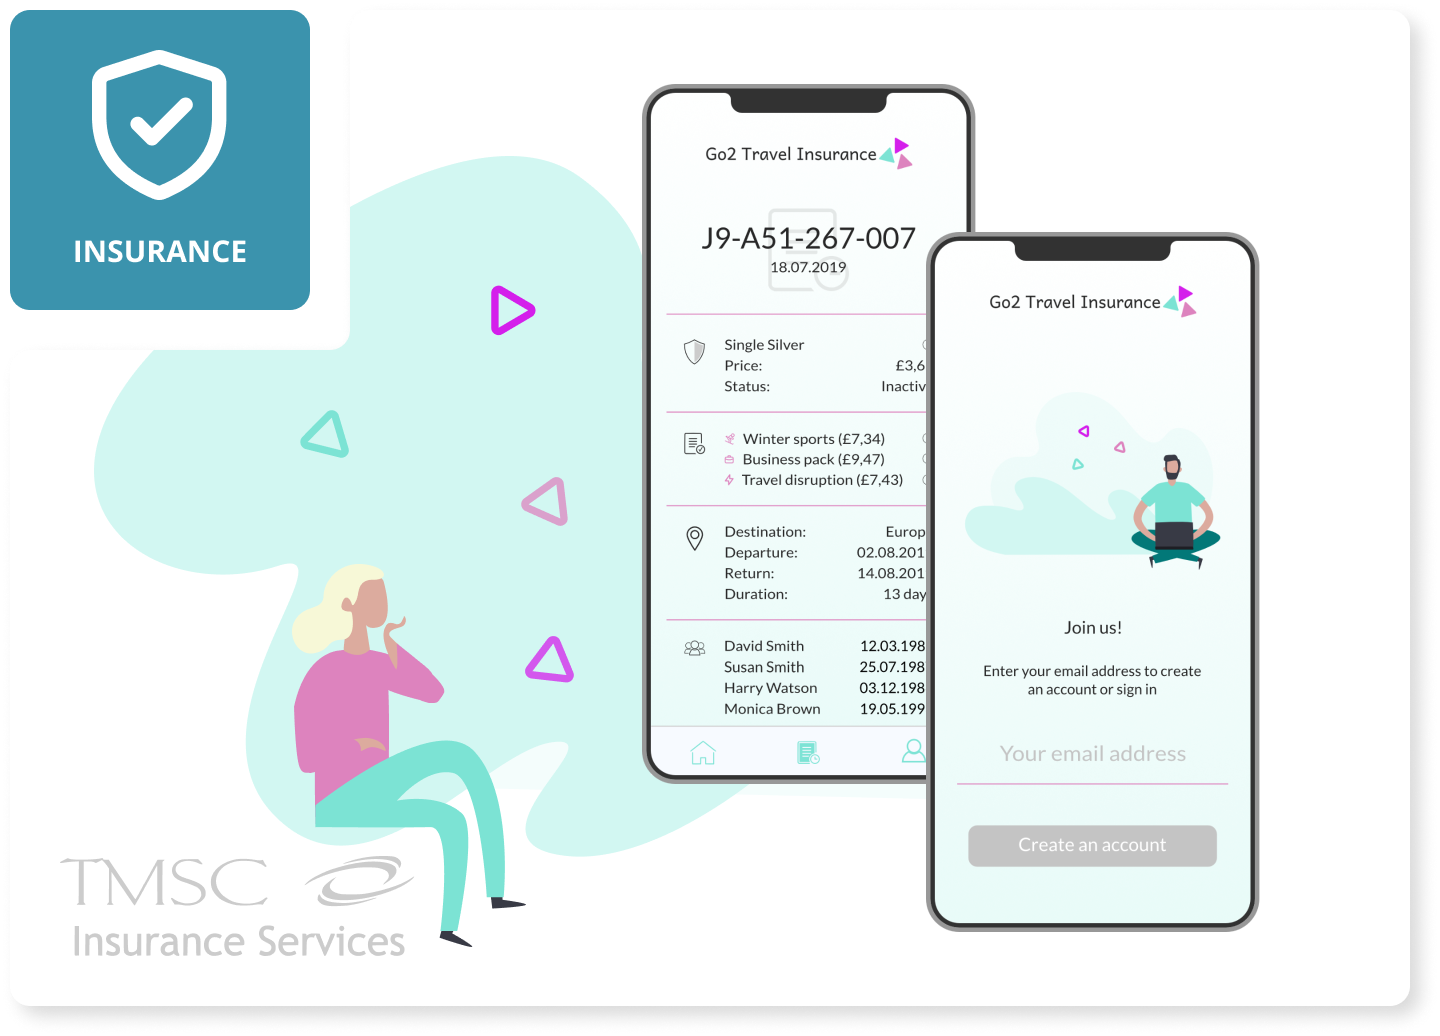 INSURANCE
Go2 Travel Insurance
J9-A51-267-007
18.07.2019
Single Silver
Price: £3,6
Status: Inactiv
Winter sports (£7,34)
Business pack (£9,47)
Travel disruption (£7,43)
Destination: Europ
Departure: 02.08.201
Return: 14.08.201
Duration: 13 day
David Smith 12.03.198
Susan Smith 25.07.198
Harry Watson 03.12.198
Monica Brown 19.05.199
Go2 Travel Insurance
Join us!
Enter your email address to create
an account or sign in
Your email address
Create an account
TMSC
Insurance Services